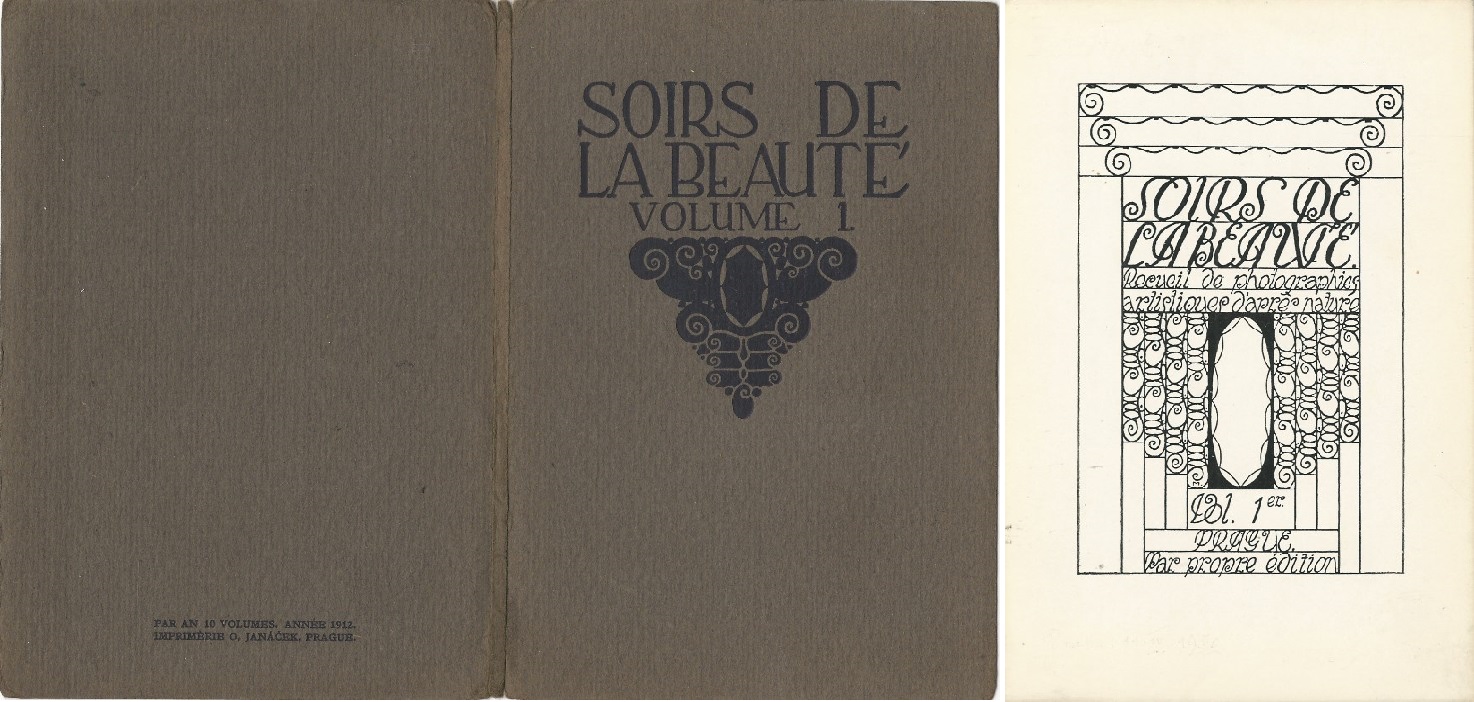 PAR AN 10 VOLUMES. ANNÉE 1912.
IMPRIMÉRIE O. JANÁČEK, PRAGUE.
SOIRS DE
LA BEAUTÉ
VOLUME 1.
SOIRS DE
LA BEAUTÉ.
Recueil de photographies
artistiques d'après nature
Vol. 1er.
PRAGUE.
Par propre édition